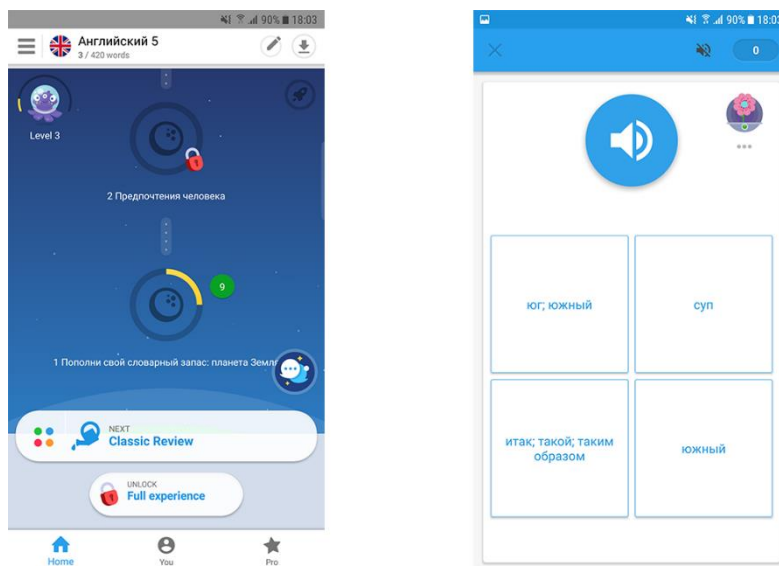 90% 18:03
Английский 5
3 / 420 words
Level 3
2 Предпочтения человека
9
1 Пополни свой словарный запас: планета Земля
NEXT
Classic Review
UNLOCK
Full experience
Home
You
Pro
90% 18:03
0
юг; южный
суп
итак; такой; таким
образом
южный